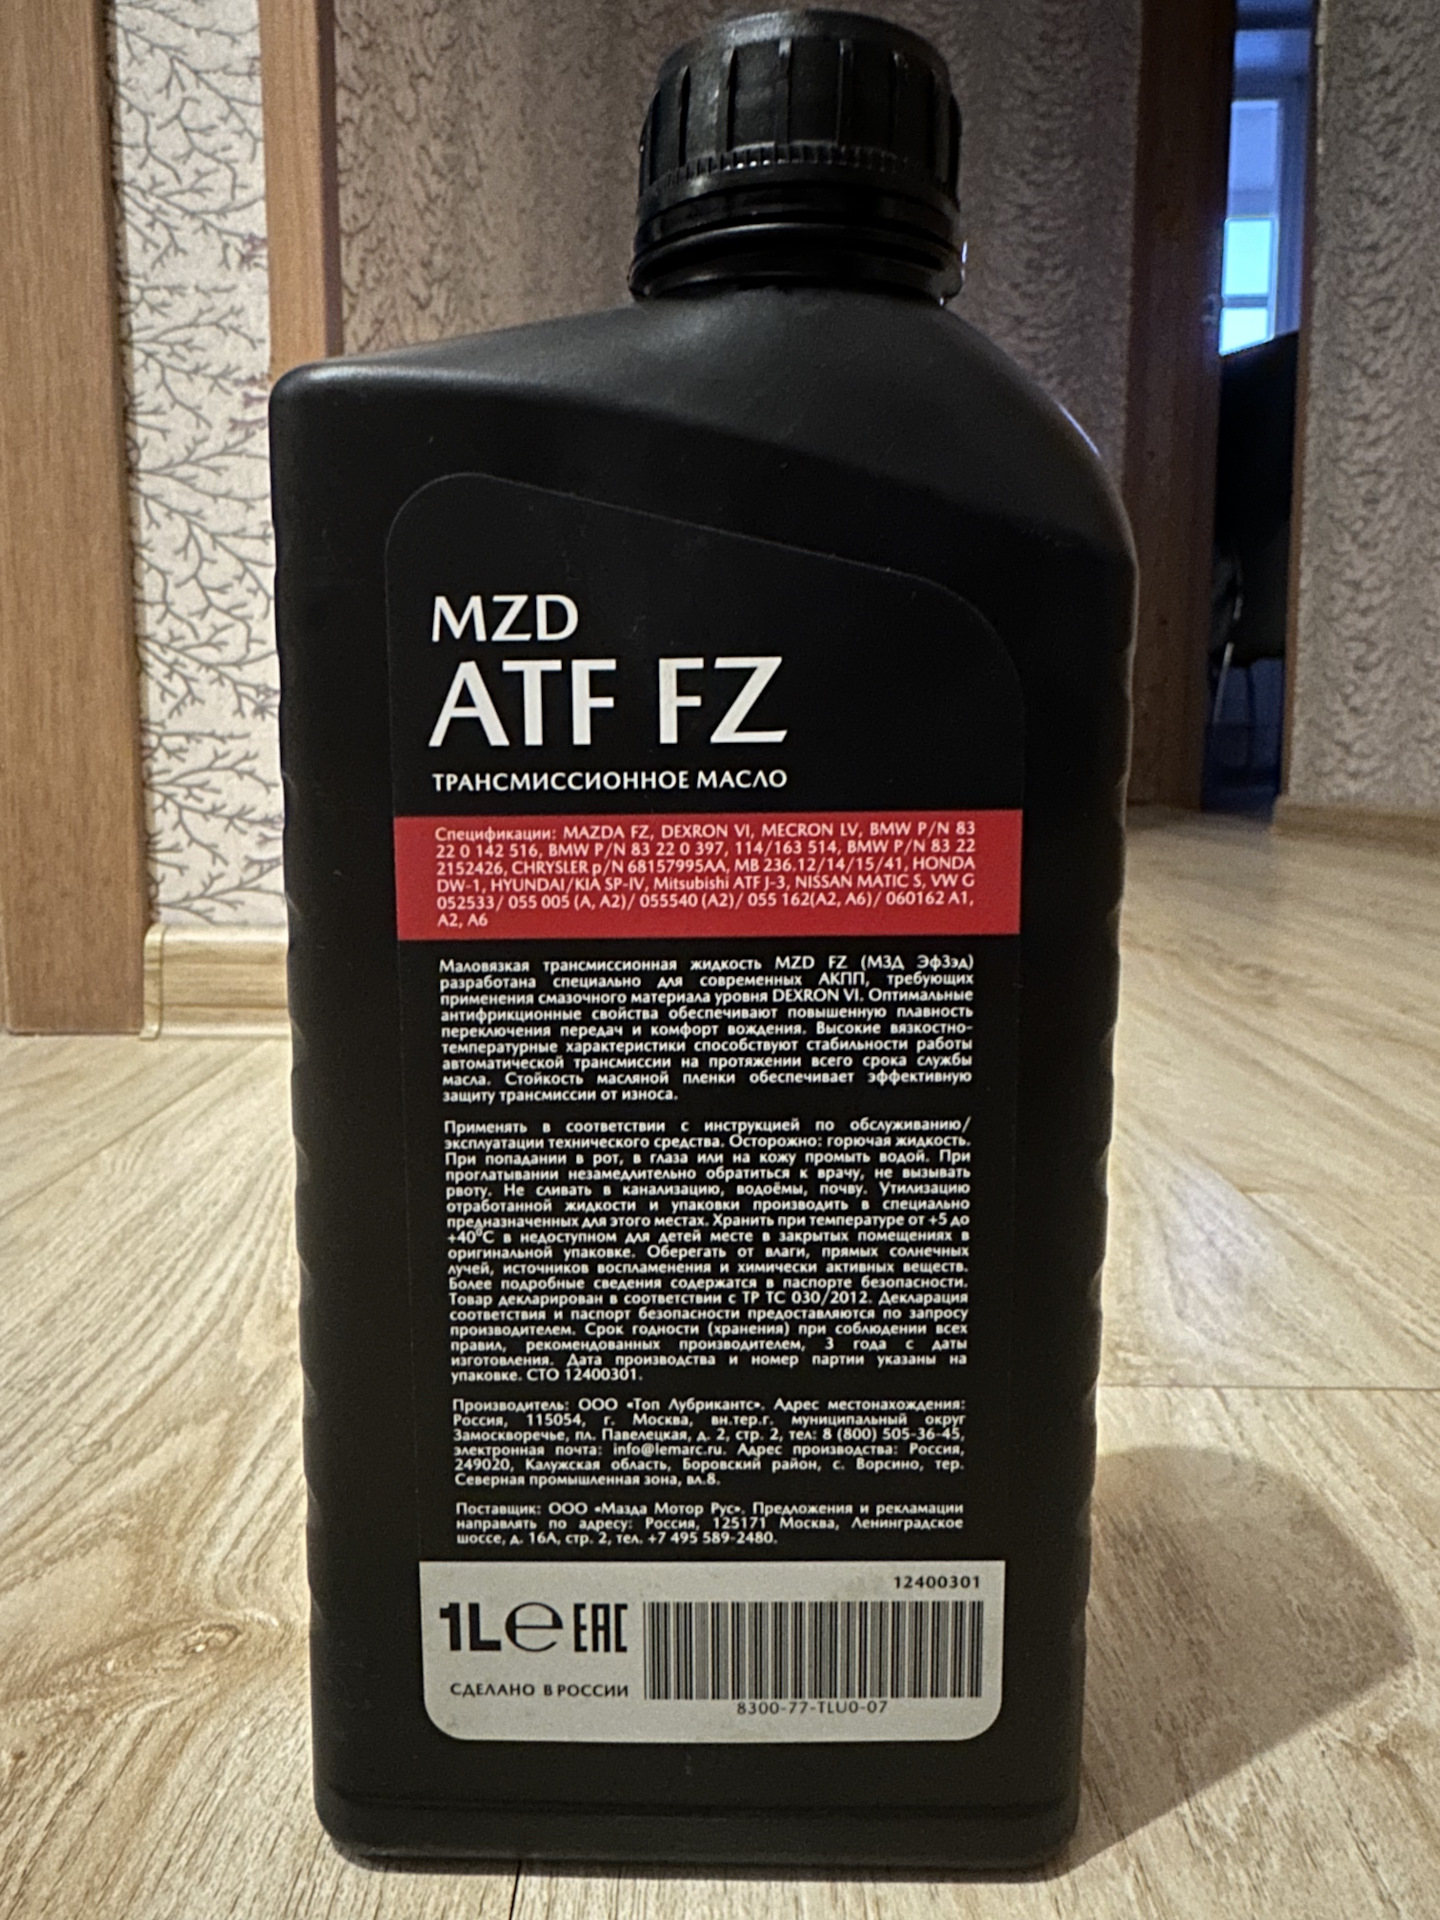 MZD
ATF FZ
ТРАНСМИССИОННОЕ МАСЛО
Спецификации: MAZDA FZ, DEXRON VI, MECRON LV, BMW P/N 83
22 0 142 516, BMW P/N 83 22 0 397, 114/163 514, BMW P/N 83 22
2152426, CHRYSLER p/N 68157995AA, MB 236.12/14/15/41, HONDA
DW-1, HYUNDAI/KIA SP-IV, Mitsubishi ATF J-3, NISSAN MATIC S, VW G
052533/ 055 005 (A, A2)/ 055540 (A2)/ 055 162(A2, A6)/ 060162 A1,
A2, A6
Маловязкая трансмиссионная жидкость MZD FZ (МЗД ЭфЗэд)
разработана специально для современных АКПП, требующих
применения смазочного материала уровня DEXRON VI. Оптимальные
антифрикционные свойства обеспечивают повышенную плавность
переключения передач и комфорт вождения. Высокие вязкостно-
температурные характеристики способствуют стабильности работы
автоматической трансмиссии на протяжении всего срока службы
масла. Стойкость масляной пленки обеспечивает эффективную
защиту трансмиссии от износа.
Применять в соответствии с инструкцией по обслуживанию/
эксплуатации технического средства. Осторожно: горючая жидкость.
При попадании в рот, в глаза или на кожу промыть водой. При
проглатывании незамедлительно обратиться к врачу, не вызывать
рвоту. Не сливать в канализацию, водоёмы, почву. Утилизацию
отработанной жидкости и упаковки производить в специально
предназначенных для этого местах. Хранить при температуре от +5 до
+40⁰С в недоступном для детей месте в закрытых помещениях в
оригинальной упаковке. Оберегать от влаги, прямых солнечных
лучей, источников воспламенения и химически активных веществ.
Более подробные сведения содержатся в паспорте безопасности.
Товар декларирован в соответствии с ТР ТС 030/2012. Декларация
соответствия и паспорт безопасности предоставляются по запросу
производителем. Срок годности (хранения) при соблюдении всех
правил, рекомендованных производителем, 3 года с даты
изготовления. Дата производства и номер партии указаны на
упаковке. СТО 12400301.
Производитель: ООО «Топ Лубрикантс». Адрес местонахождения:
Россия, 115054, г. Москва, вн.тер.г. муниципальный округ
Замоскворечье, пл. Павелецкая, д. 2, стр. 2, тел: 8 (800) 505-36-45,
электронная почта: info@lemarc.ru. Адрес производства: Россия,
249020, Калужская область, Боровский район, с. Ворсино, тер.
Северная промышленная зона, вл.8.
Поставщик: ООО «Мазда Мотор Рус». Предложения и рекламации
направлять по адресу: Россия, 125171 Москва, Ленинградское
шоссе, д. 16А, стр. 2, тел. +7 495 589-2480.
12400301
1L e EAC
СДЕЛАНО В РОССИИ
8300-77-TLU0-07